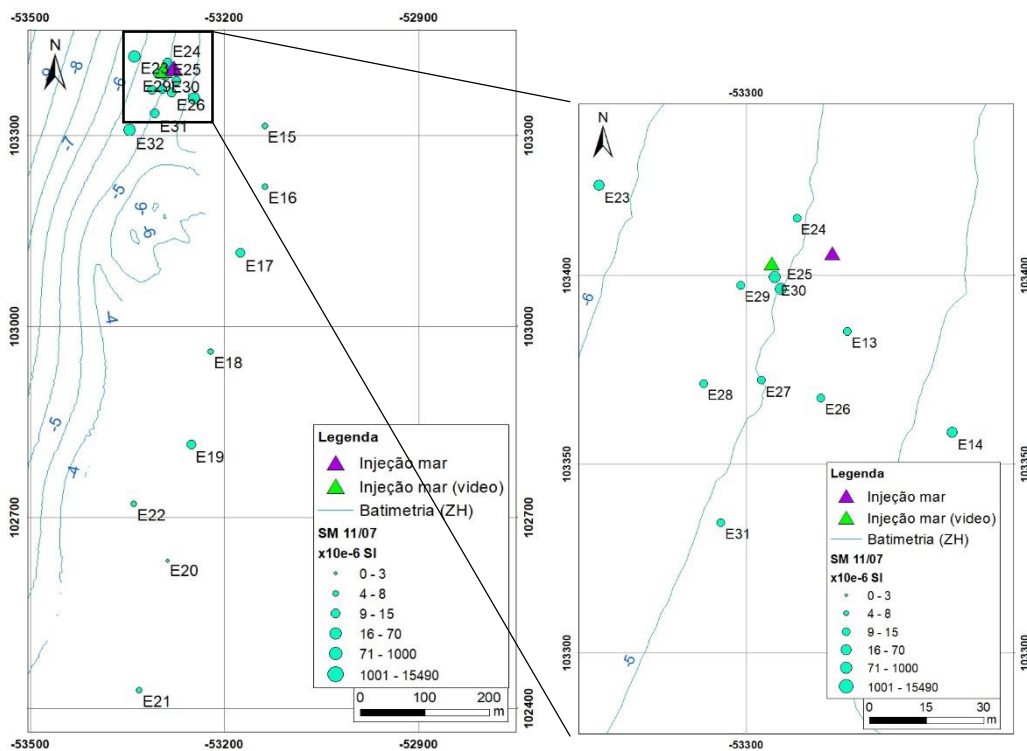 -53500
-53200
-52900
N
-9
-8
-6
-7
-5
-6
-6
-4
-5
-4
E24
E23
E25
E29
E30
E26
E31
E32
E15
E16
E17
E18
E19
E22
E20
E21
103300
103000
102700
103300
103000
102700
102400
Legenda
Injeção mar
Injeção mar (video)
Batimetria (ZH)
SM 11/07
x10e-6 SI
0 - 3
4 - 8
9 - 15
16 - 70
71 - 1000
1001 - 15490
0 100 200
m
-53500
-53200
-52900
-53300
N
E23
E24
E25
E29
E30
E13
E28
E27
E26
E14
E31
-6
-5
103400
103350
103300
103400
103350
103300
Legenda
Injeção mar
Injeção mar (video)
Batimetria (ZH)
SM 11/07
x10e-6 SI
0 - 3
4 - 8
9 - 15
16 - 70
71 - 1000
1001 - 15490
0 15 30
m
-53300